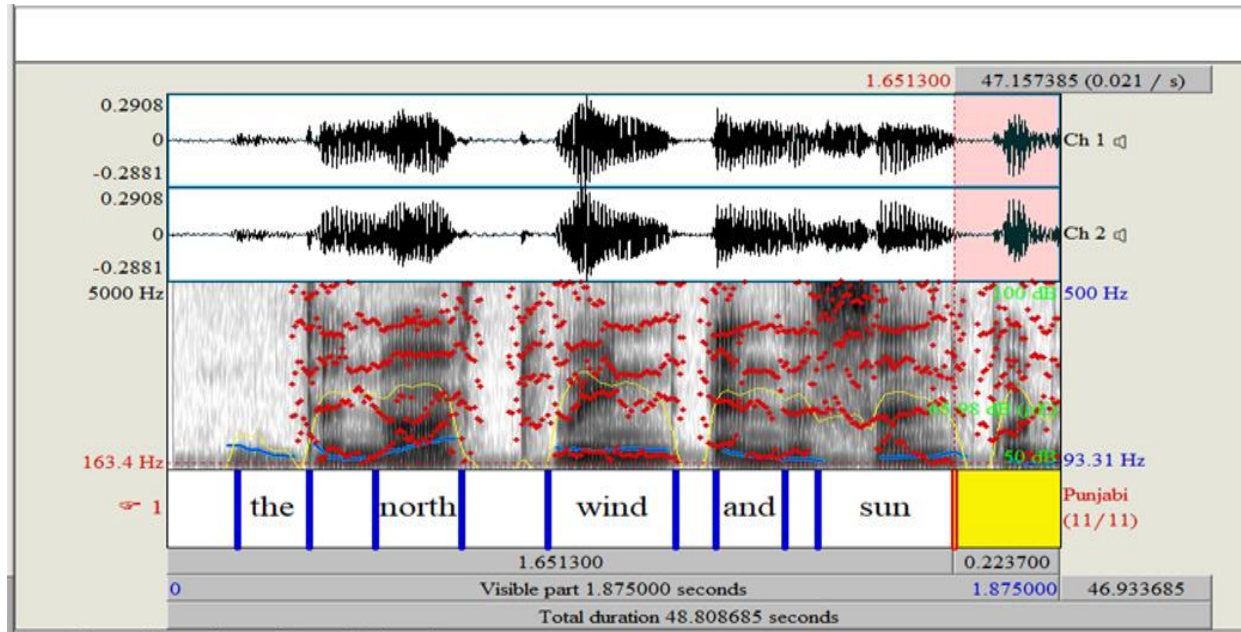 1.651300 47.157385 (0.021 / s)
0.2908
0
-0.2881
Ch 1
0.2908
0
-0.2881
Ch 2
5000 Hz 100 dB 500 Hz
163.4 Hz 50 dB 93.31 Hz
1 the north wind and sun Punjabi
(11/11)
1.651300 0.223700
0 Visible part 1.875000 seconds 1.875000 46.933685
Total duration 48.808685 seconds